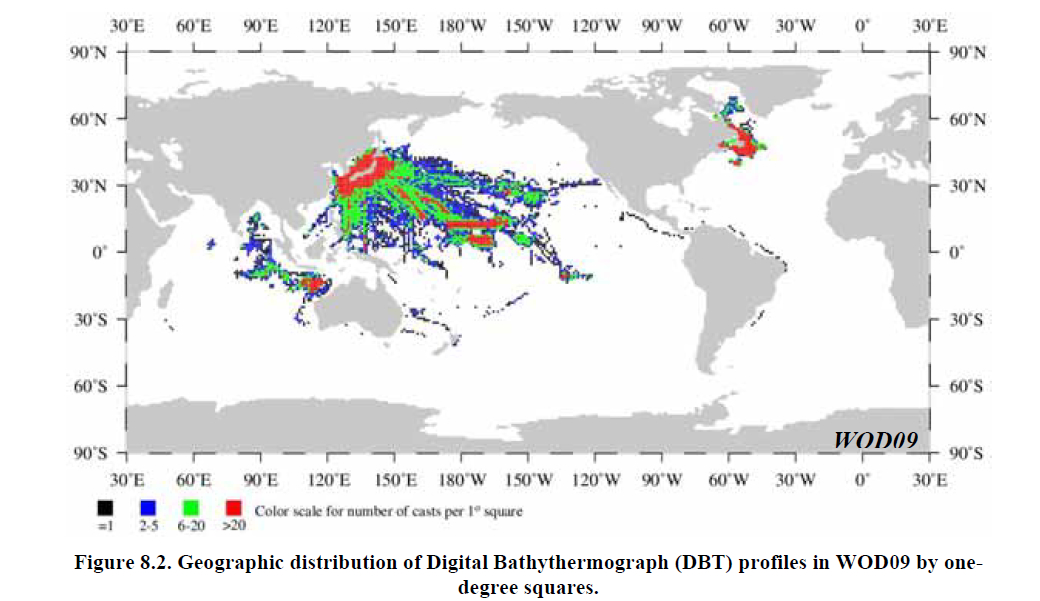 30˚E 60˚E 90˚E 120˚E 150˚E 180˚W 150˚W 120˚W 90˚W 60˚W 30˚W 0˚ 30˚E
90˚N 90˚N
60˚N 60˚N
30˚N 30˚N
0˚ 0˚
30˚S 30˚S
60˚S 60˚S
WOD09
90˚S 90˚S
30˚E 60˚E 90˚E 120˚E 150˚E 180˚W 150˚W 120˚W 90˚W 60˚W 30˚W 0˚ 30˚E
Color scale for number of casts per 1º square
=1 2-5 6-20 >20
Figure 8.2. Geographic distribution of Digital Bathythermograph (DBT) profiles in WOD09 by one-
degree squares.